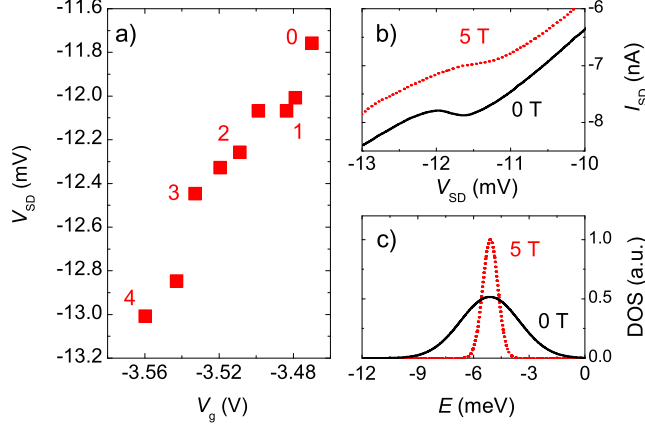 a)
-11.6
-11.8
-12.0
-12.2
-12.4
-12.6
-12.8
-13.0
-13.2
V_SD (mV)
0
1
2
3
4
-3.56
-3.52
-3.48
V_g (V)
b)
5 T
0 T
-6
-7
-8
I_SD (nA)
-13
-12
-11
-10
V_SD (mV)
c)
5 T
0 T
1.0
0.5
0.0
DOS (a.u.)
-12
-9
-6
-3
0
E (meV)